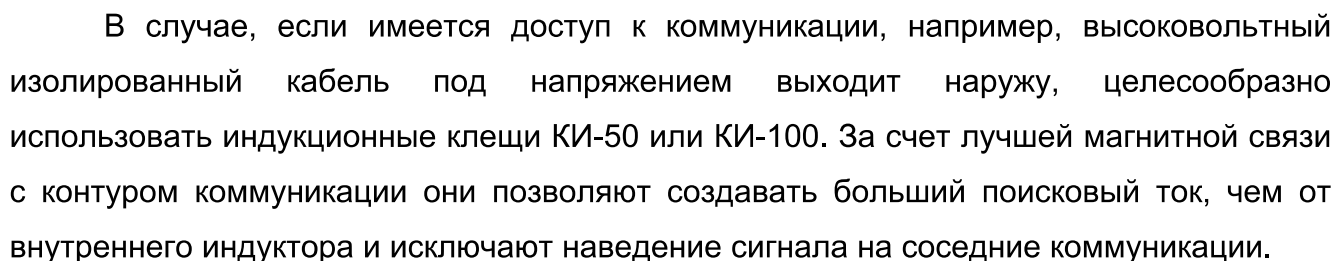 В случае, если имеется доступ к коммуникации, например, высоковольтный
изолированный кабель под напряжением выходит наружу, целесообразно
использовать индукционные клещи КИ-50 или КИ-100. За счет лучшей магнитной связи
с контуром коммуникации они позволяют создавать больший поисковый ток, чем от
внутреннего индуктора и исключают наведение сигнала на соседние коммуникации.